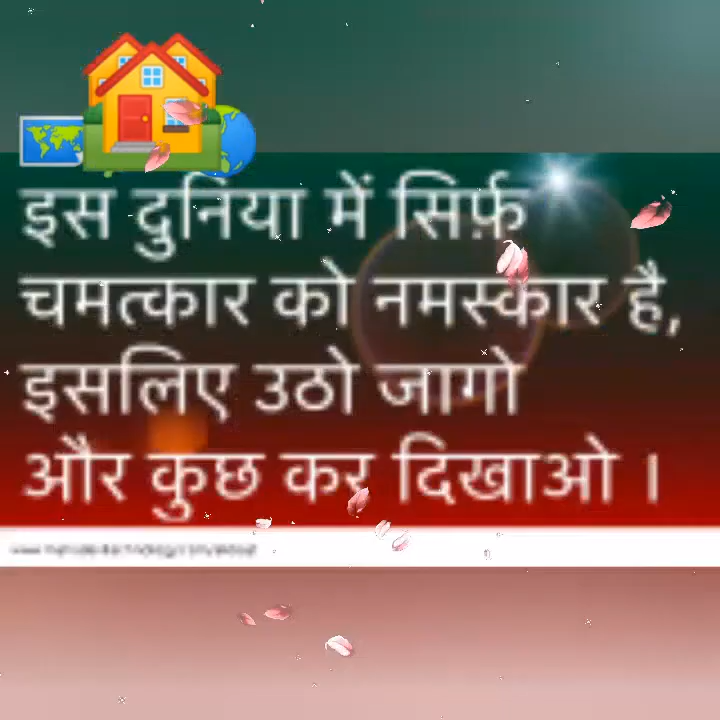 इस दुनिया में सिर्फ़
चमत्कार को नमस्कार है,
इसलिए उठो जागो
और कुछ कर दिखाओ ।